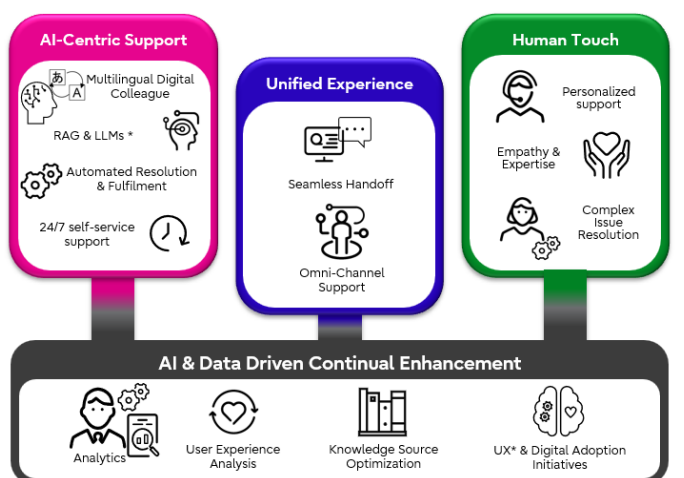 AI-Centric Support
あ
A
Multilingual Digital
Colleague
RAG & LLMs *
Automated Resolution
& Fulfilment
24/7 self-service
support
Unified Experience
Seamless Handoff
Omni-Channel
Support
Human Touch
Personalized
support
Empathy &
Expertise
Complex
Issue
Resolution
AI & Data Driven Continual Enhancement
Analytics
User Experience
Analysis
Knowledge Source
Optimization
UX* & Digital Adoption
Initiatives